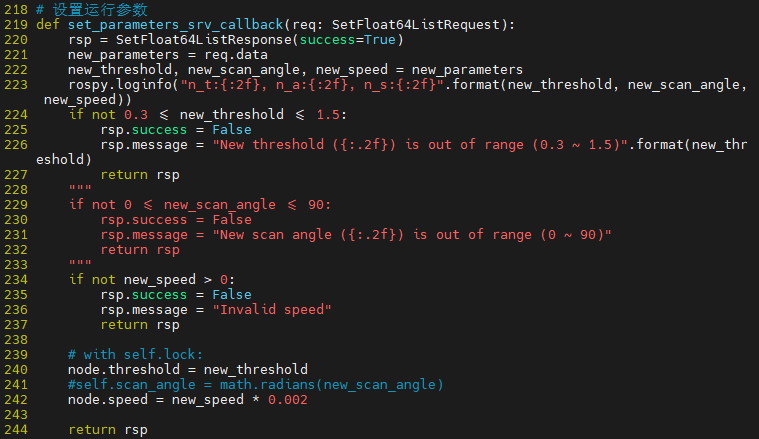 218 # 设置运行参数
219 def set_parameters_srv_callback(req: SetFloat64ListRequest):
220     rsp = SetFloat64ListResponse(success=True)
221     new_parameters = req.data
222     new_threshold, new_scan_angle, new_speed = new_parameters
223     rospy.loginfo("n_t:{:2f}, n_a:{:2f}, n_s:{:2f}".format(new_threshold, new_scan_angle,
 new_speed))
224     if not 0.3 ⩽ new_threshold ⩽ 1.5:
225         rsp.success = False
226         rsp.message = "New threshold ({:.2f}) is out of range (0.3 ~ 1.5)".format(new_thr
eshold)
227         return rsp
228     """
229     if not 0 ⩽ new_scan_angle ⩽ 90:
230         rsp.success = False
231         rsp.message = "New scan angle ({:.2f}) is out of range (0 ~ 90)"
232         return rsp
233     """
234     if not new_speed > 0:
235         rsp.success = False
236         rsp.message = "Invalid speed"
237         return rsp
238
239     # with self.lock:
240     node.threshold = new_threshold
241     #self.scan_angle = math.radians(new_scan_angle)
242     node.speed = new_speed * 0.002
243
244     return rsp